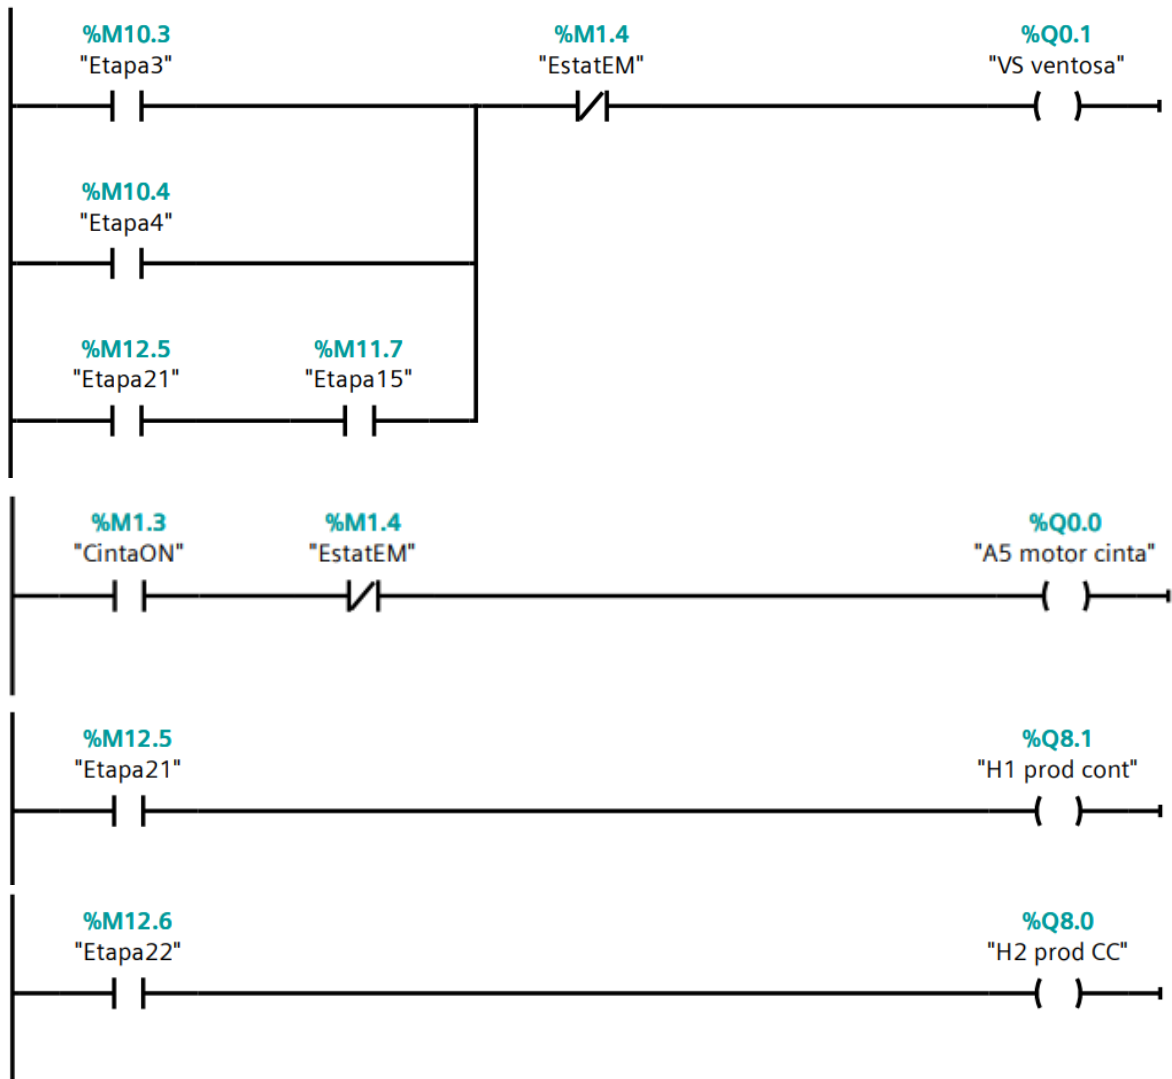 %M10.3 %M1.4 %Q0.1
"Etapa3" "EstatEM" "VS ventosa"
%M10.4
"Etapa4"
%M12.5 %M11.7
"Etapa21" "Etapa15"
%M1.3 %M1.4 %Q0.0
"CintaON" "EstatEM" "A5 motor cinta"
%M12.5 %Q8.1
"Etapa21" "H1 prod cont"
%M12.6 %Q8.0
"Etapa22" "H2 prod CC"